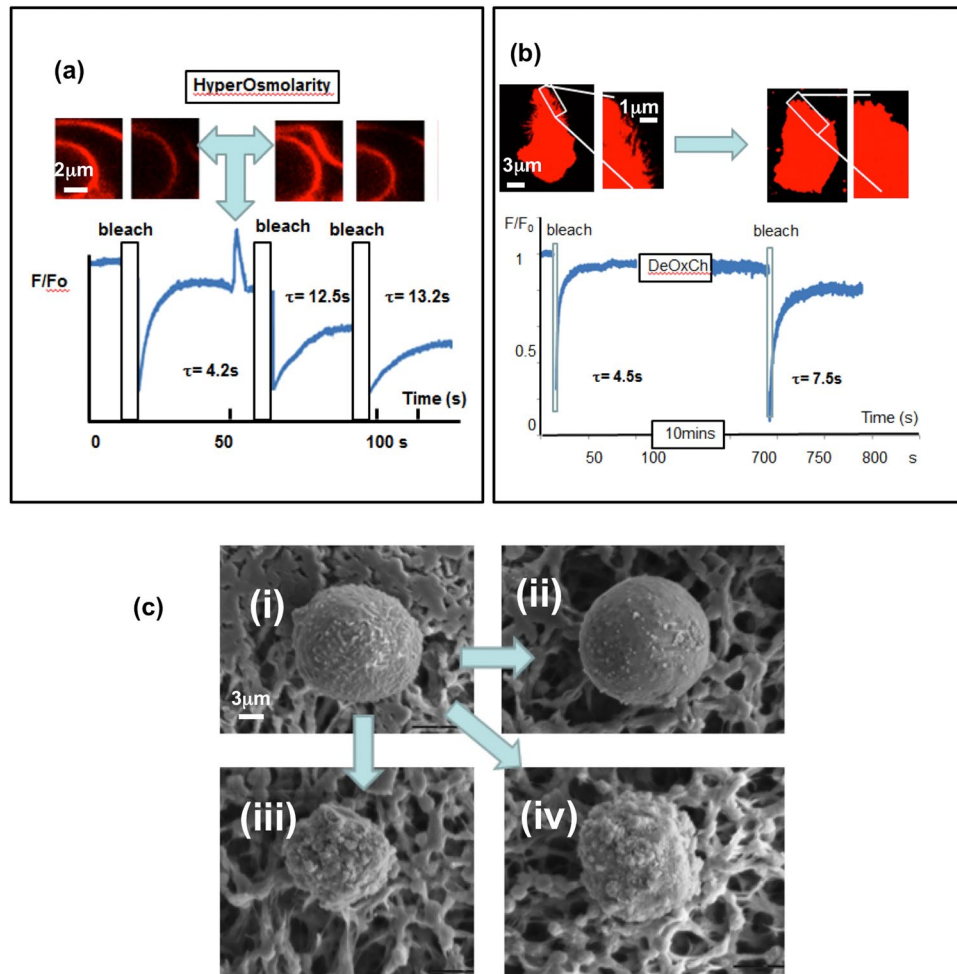 (a)
HyperOsmolarity
2μm
bleach
bleach
bleach
F/Fo
τ= 12.5s
τ= 13.2s
τ= 4.2s
Time (s)
0
50
100 s
(b)
1μm
3μm
F/F₀
bleach
bleach
1
DeOxCh
0.5
τ= 4.5s
τ= 7.5s
Time (s)
0
10mins
50
100
700
750
800
s
(c)
(i)
(ii)
3μm
(iii)
(iv)